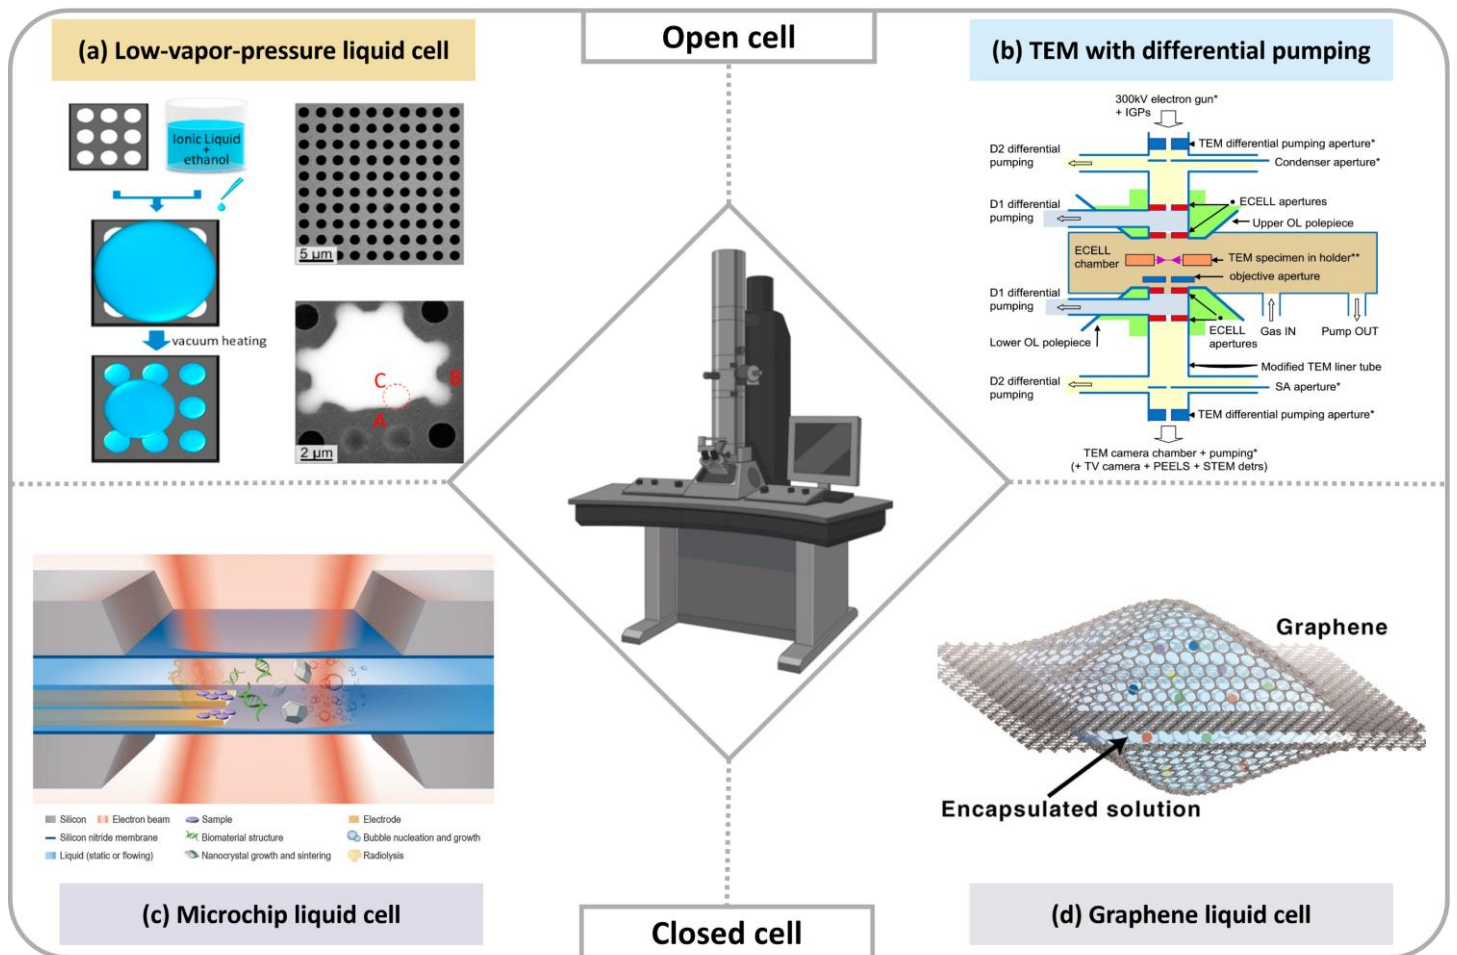 Open cell
(a) Low-vapor-pressure liquid cell
Ionic Liquid
+
ethanol
vacuum heating
5 μm
C
B
A
2 μm
(b) TEM with differential pumping
300kV electron gun*
+ IGPs
TEM differential pumping aperture*
D2 differential
pumping
Condenser aperture*
D1 differential
pumping
ECELL apertures
Upper OL polepiece
ECELL
chamber
TEM specimen in holder**
objective aperture
D1 differential
pumping
Lower OL polepiece
ECELL
apertures
Gas IN
Pump OUT
Modified TEM liner tube
D2 differential
pumping
SA aperture*
TEM differential pumping aperture*
TEM camera chamber + pumping*
(+ TV camera + PEELS + STEM detrs)
Silicon
Electron beam
Sample
Electrode
Silicon nitride membrane
Biomaterial structure
Bubble nucleation and growth
Liquid (static or flowing)
Nanocrystal growth and sintering
Radiolysis
(c) Microchip liquid cell
Graphene
Encapsulated solution
(d) Graphene liquid cell
Closed cell